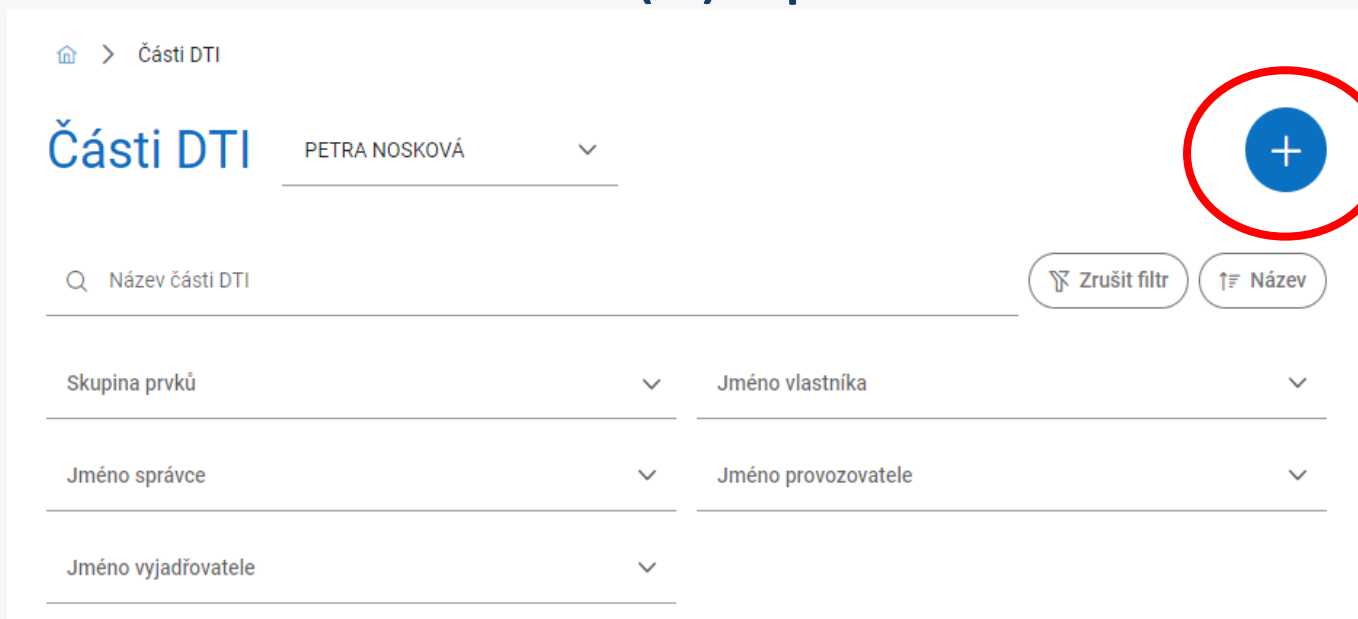 Části DTI
Části DTI PETRA NOSKOVÁ
Název části DTI Zrušit filtr Název
Skupina prvků Jméno vlastníka
Jméno správce Jméno provozovatele
Jméno vyjadřovatele